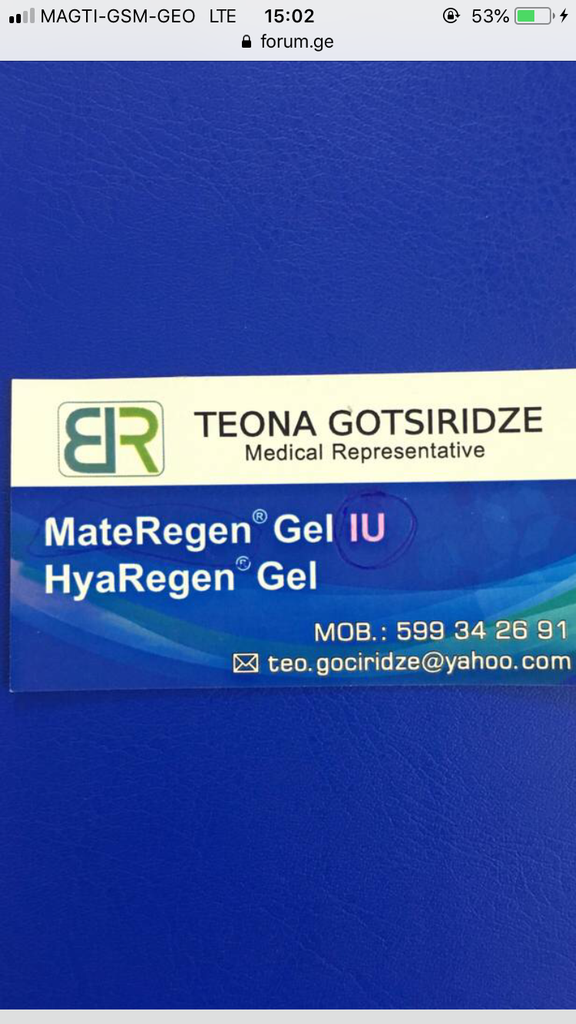 MAGTI-GSM-GEO LTE 15:02 53%
forum.ge
BR
TEONA GOTSIRIDZE
Medical Representative
MateRegen® Gel IU
HyaRegen® Gel
MOB.: 599 34 26 91
teo.gociridze@yahoo.com